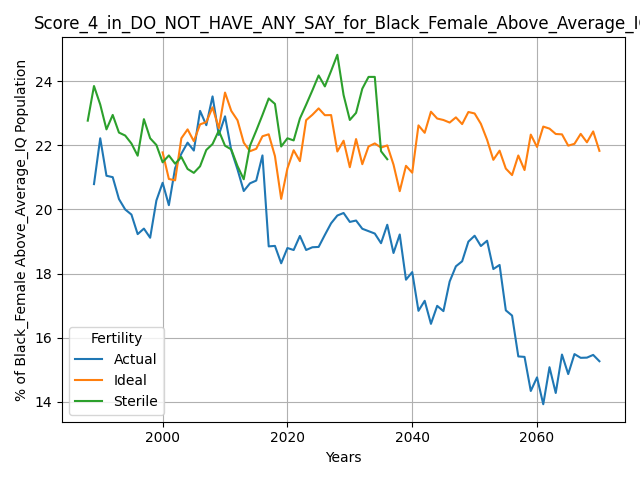 Score_4_in_DO_NOT_HAVE_ANY_SAY_for_Black_Female_Above_Average_IQ
% of Black_Female Above_Average_IQ Population
24
22
20
18
16
14
Fertility
Actual
Ideal
Sterile
2000
2020
2040
2060
Years